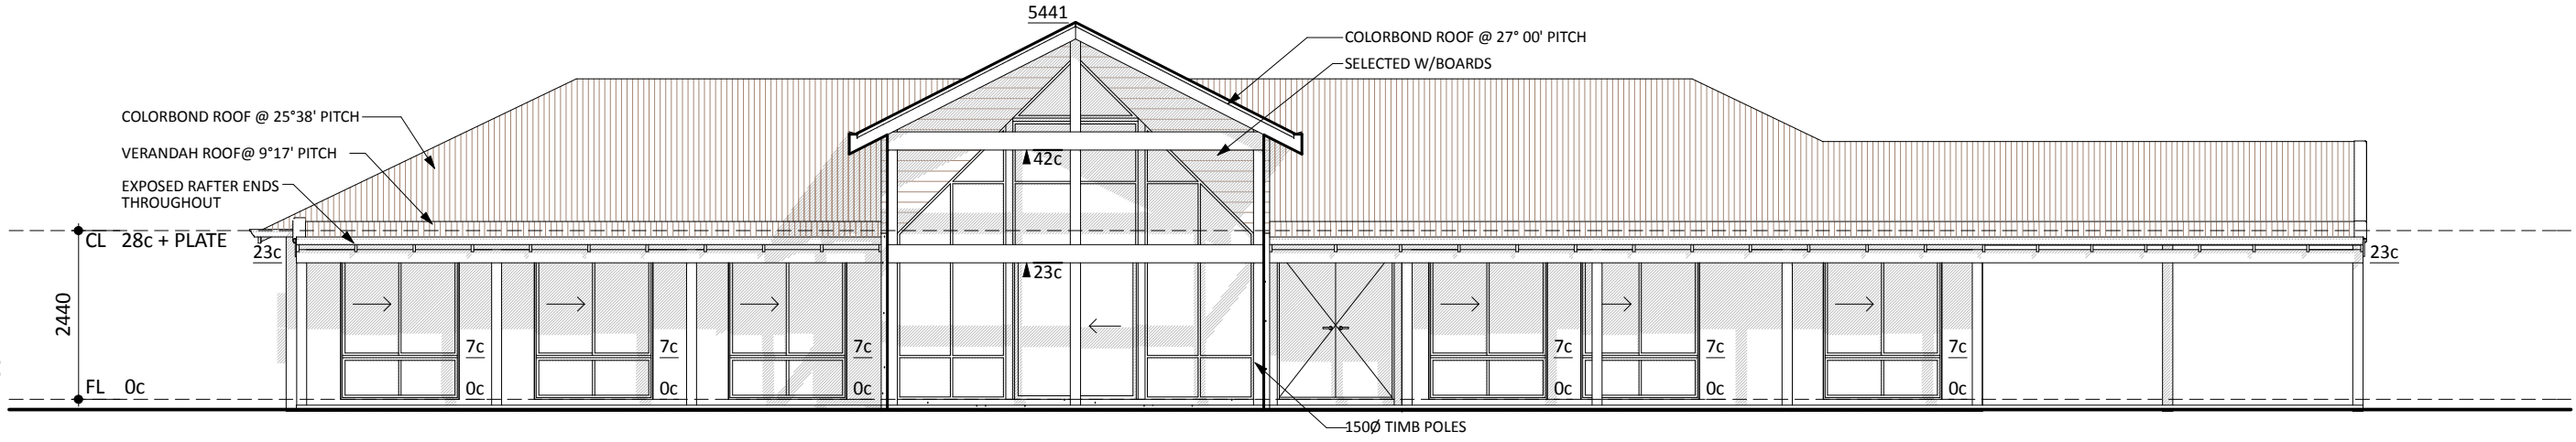 5441
COLORBOND ROOF @ 27° 00' PITCH
SELECTED W/BOARDS
COLORBOND ROOF @ 25°38' PITCH
VERANDAH ROOF@ 9°17' PITCH
EXPOSED RAFTER ENDS
THROUGHOUT
42c
CL 28c + PLATE
23c
23c
23c
2440
7c
7c
7c
7c
7c
7c
FL 0c
0c
0c
0c
0c
0c
0c
150Ø TIMB POLES